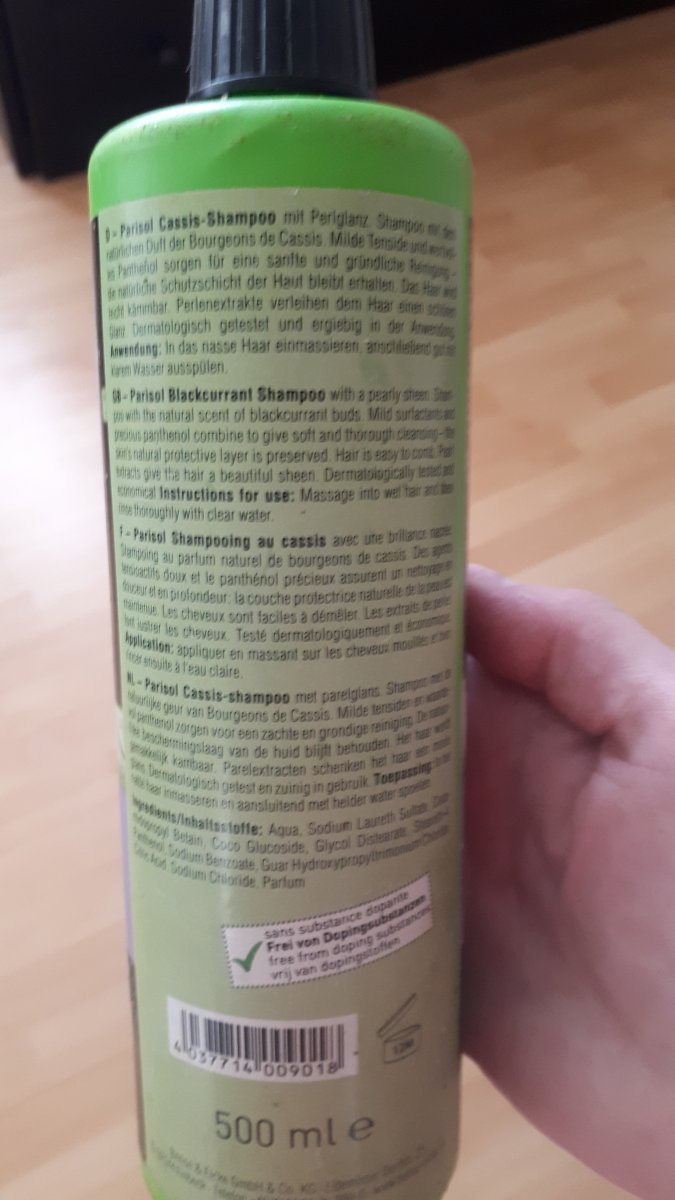 D – Parisol Cassis-Shampoo mit Perlglanz. Shampoo mit dem
natürlichen Duft der Bourgeons de Cassis. Milde Tenside und
Panthenol sorgen für eine sanfte und gründliche Reinigung –
die natürliche Schutzschicht der Haut bleibt erhalten. Das Haar wird
leicht kämmbar. Perlenextrakte verleihen dem Haar einen schönen
Glanz. Dermatologisch getestet und ergiebig in der Anwendung.
Anwendung: In das nasse Haar einmassieren, anschließend gut mit
klarem Wasser ausspülen.
GB – Parisol Blackcurrant Shampoo with a pearly sheen. Sham-
poo with the natural scent of blackcurrant buds. Mild surfactants and
precious panthenol combine to give soft and thorough cleansing – the
skin's natural protective layer is preserved. Hair is easy to comb. Pearl
extracts give the hair a beautiful sheen. Dermatologically tested and
economical Instructions for use: Massage into wet hair and then
rinse thoroughly with clear water.
F – Parisol Shampooing au cassis avec une brillance nacrée.
Shampoing au parfum naturel de bourgeons de cassis. Des agents
tensioactifs doux et le panthénol précieux assurent un nettoyage en
douceur et en profondeur: la couche protectrice naturelle de la peau est
maintenue. Les cheveux sont faciles à démêler. Les extraits de perles
font lustrer les cheveux. Testé dermatologiquement et économique.
Application: appliquer en massant sur les cheveux mouillés et bien
rincer ensuite à l'eau claire.
NL – Parisol Cassis-shampoo met parelglans. Shampoo met de
natuurlijke geur van Bourgeons de Cassis. Milde tensiden en
panthenol zorgen voor een zachte en grondige reiniging. De natuur-
lijke beschermingslaag van de huid blijft behouden. Het haar wordt
gemakkelijk kambaar. Parelextracten schenken het haar een mooie
glans. Dermatologisch getest en zuinig in gebruik. Toepassing: in het
natte haar inmasseren en aansluitend met helder water spoelen.
Ingredients/Inhaltsstoffe: Aqua, Sodium Laureth Sulfate, Coca-
midopropyl Betain, Coco Glucoside, Glycol Distearate,
Panthenol, Sodium Benzoate, Guar Hydroxypropyltrimonium Chloride,
Citric Acid, Sodium Chloride, Parfum
sans substance dopante
Frei von Dopingsubstanzen
free from doping substances
vrij van dopingstoffen
4 037714 009018
12M
500 ml e
GmbH & Co. KG